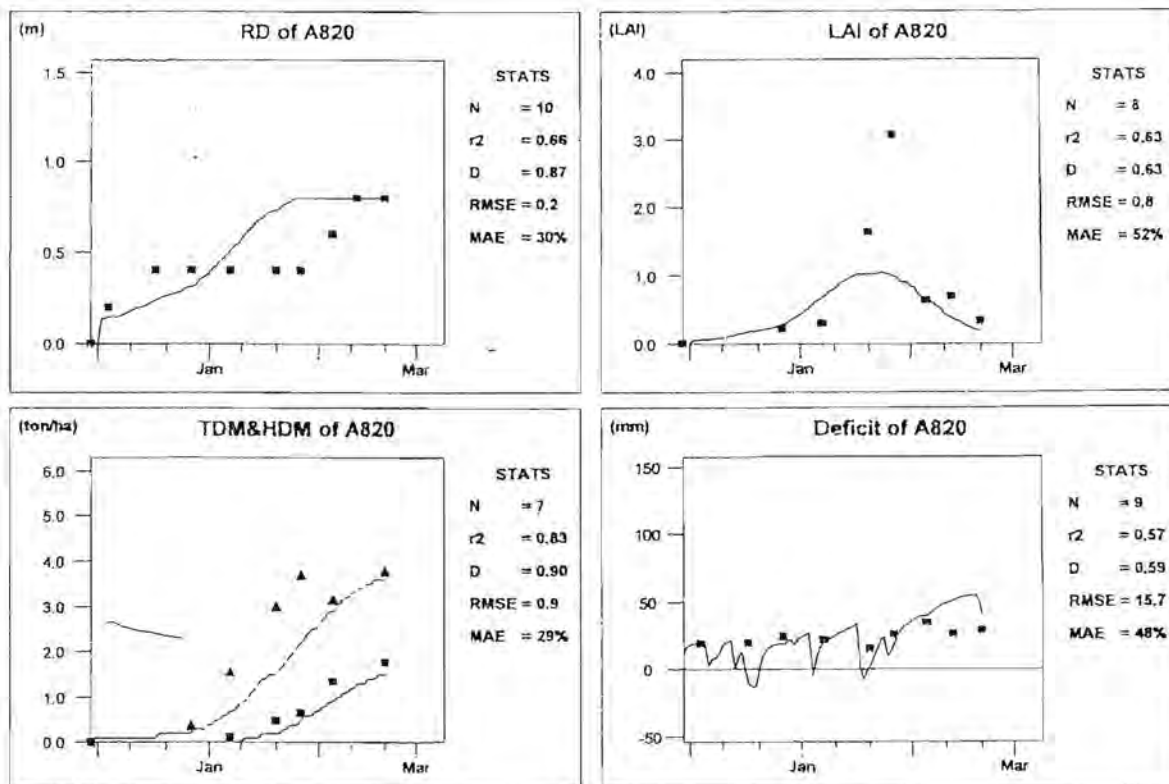 (m) RD of A820
1.5
1.0
0.5
0.0
Jan Mar
STATS
N = 10
r2 = 0.66
D = 0.87
RMSE = 0.2
MAE = 30%
(LAI) LAI of A820
4.0
3.0
2.0
1.0
0.0
Jan Mar
STATS
N = 8
r2 = 0.63
D = 0.63
RMSE = 0.8
MAE = 52%
(ton/ha) TDM&HDM of A820
6.0
5.0
4.0
3.0
2.0
1.0
0.0
Jan Mar
STATS
N = 7
r2 = 0.83
D = 0.90
RMSE = 0.9
MAE = 29%
(mm) Deficit of A820
150
100
50
0
-50
Jan Mar
STATS
N = 9
r2 = 0.57
D = 0.59
RMSE = 15.7
MAE = 48%